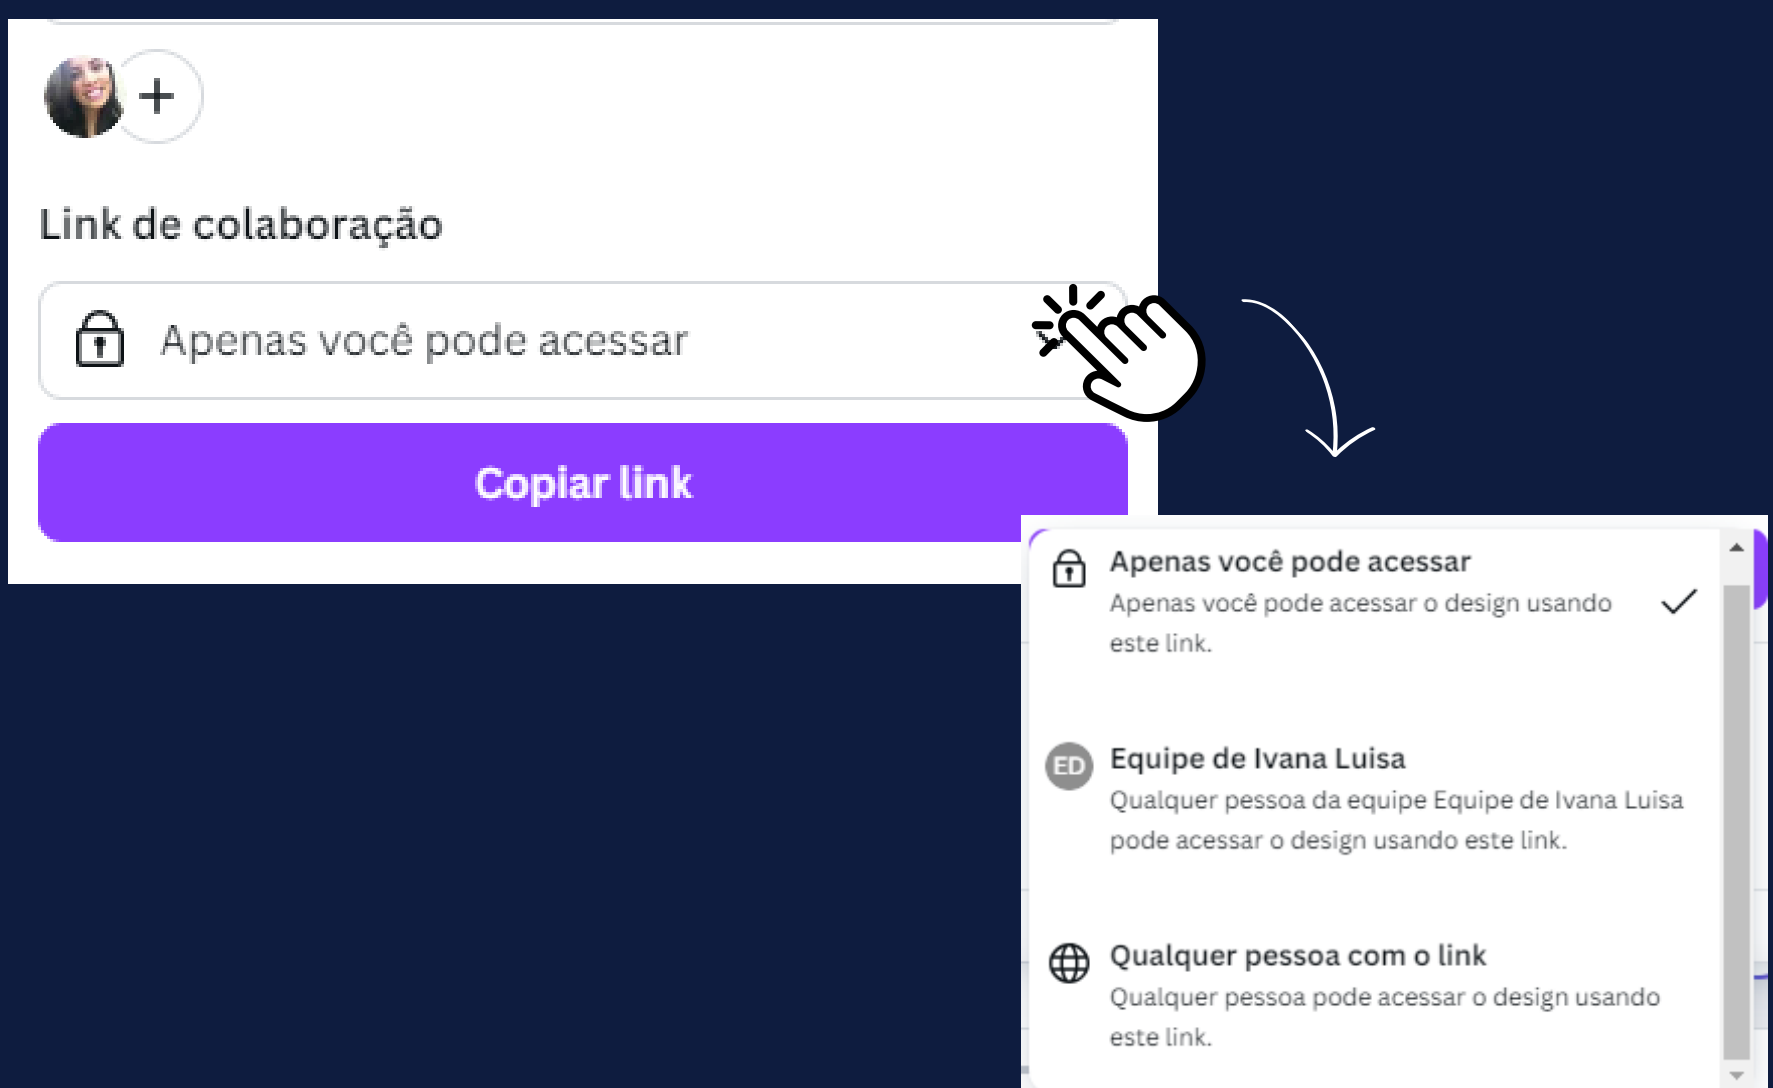 Link de colaboração
Apenas você pode acessar
Copiar link
Apenas você pode acessar
Apenas você pode acessar o design usando
este link.
ED
Equipe de Ivana Luisa
Qualquer pessoa da equipe Equipe de Ivana Luisa
pode acessar o design usando este link.
Qualquer pessoa com o link
Qualquer pessoa pode acessar o design usando
este link.